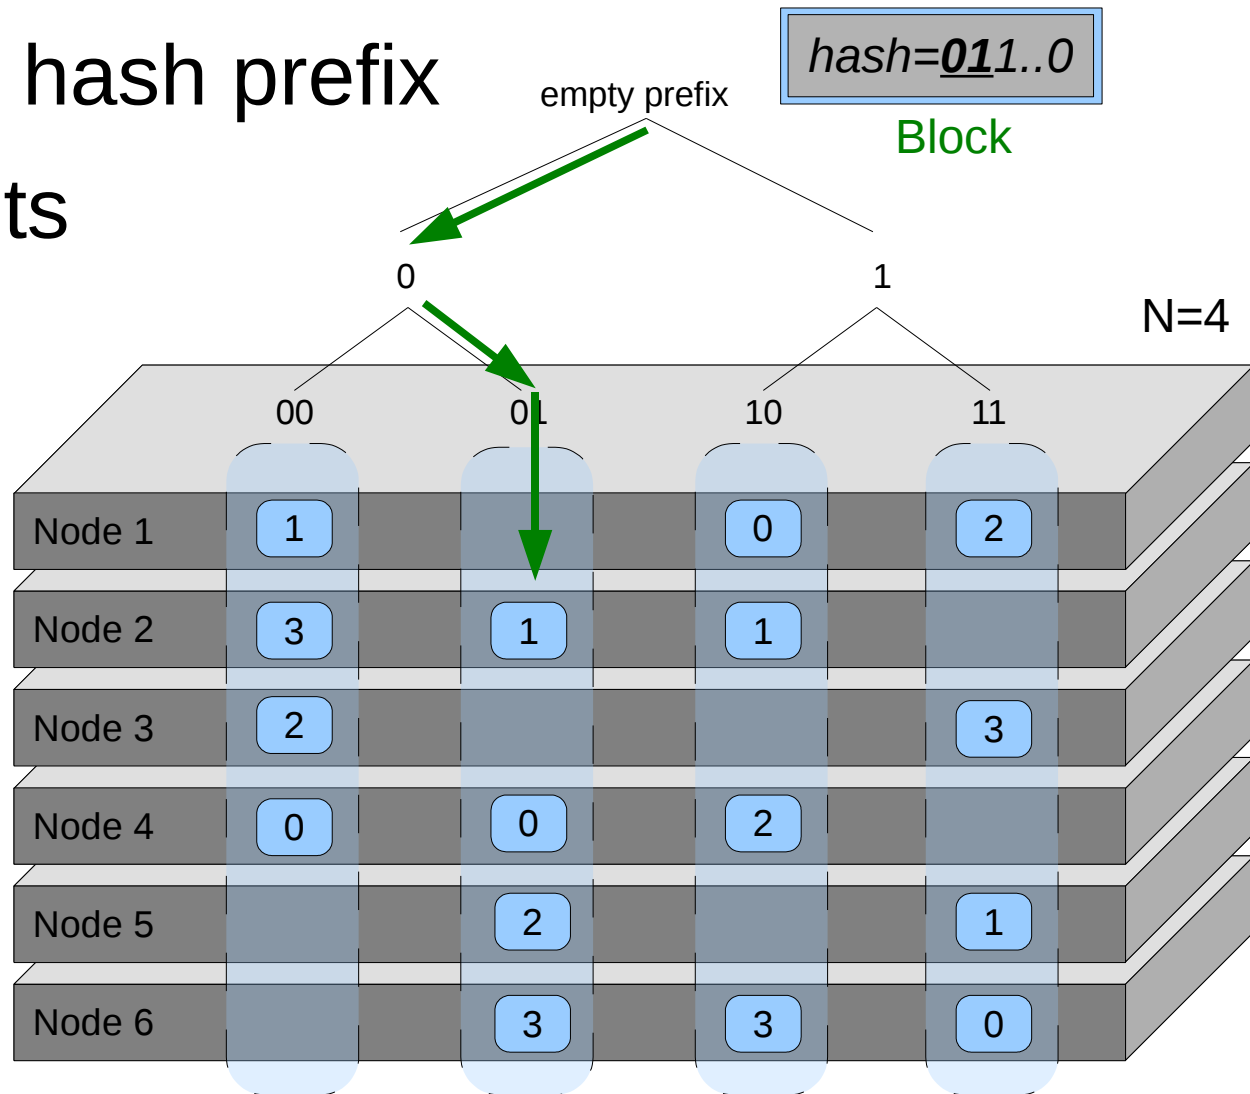 hash prefix
ts
hash=011..0
Block
empty prefix
0 1
N=4
00 01 10 11
Node 1 1 0 2
Node 2 3 1 1
Node 3 2 3
Node 4 0 0 2
Node 5 2 1
Node 6 3 3 0